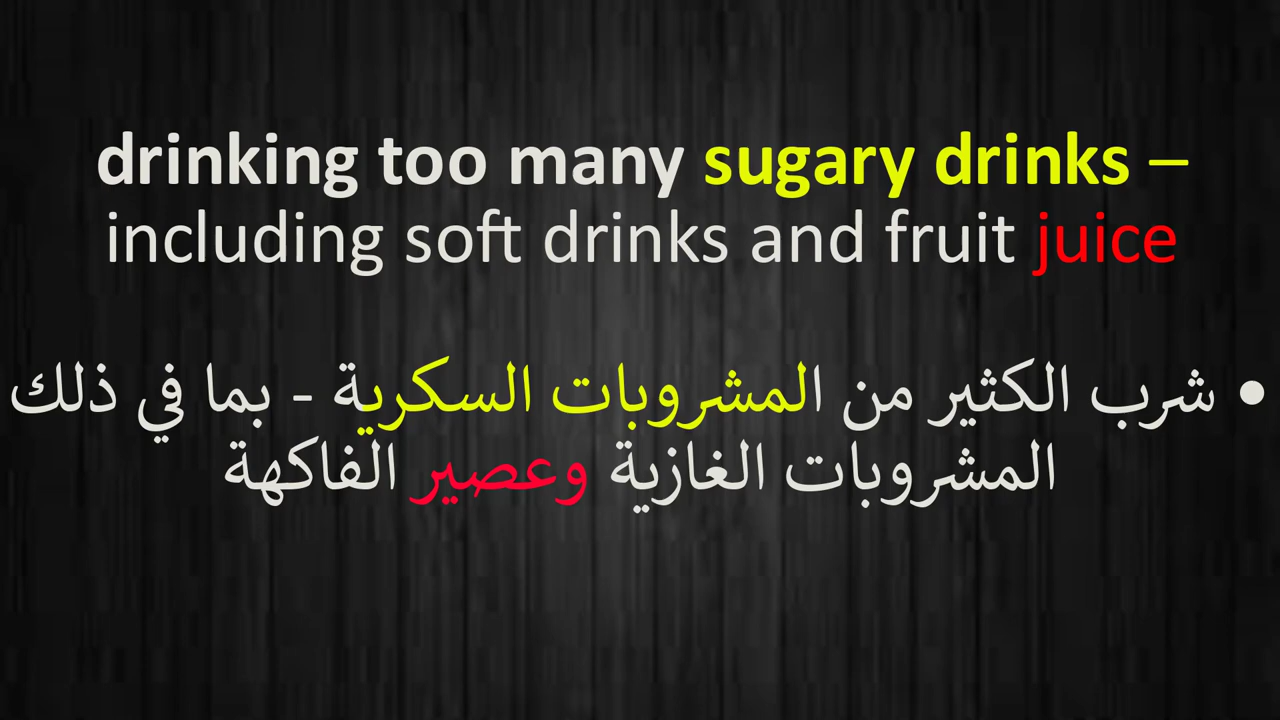 drinking too many sugary drinks –
including soft drinks and fruit juice
• شرب الكثير من المشروبات السكرية - بما في ذلك
المشروبات الغازية وعصير الفاكهة